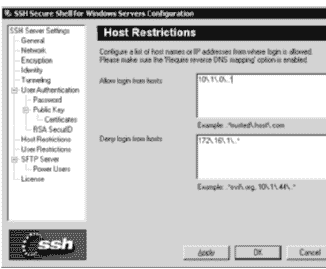 SSH Secure Shell for Windows Servers Configuration
SSH Server Settings
General
Network
Encryption
Identity
Tunneling
User Authentication
Password
Public Key
Certificates
RSA SecurID
Host Restrictions
User Restrictions
SFTP Server
Power Users
License
Host Restrictions
Configure a list of host names or IP addresses from where login is allowed.
Please make sure the 'Require reverse DNS mapping' option is enabled.
Allow login from hosts
Example:
Deny login from hosts
Example:
ssh
Apply
OK
Cancel